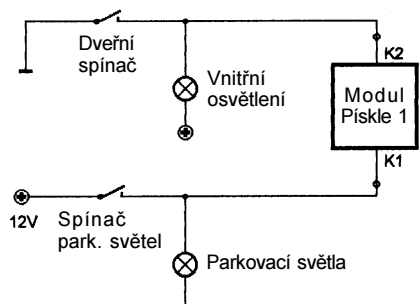 Dveřní
spínač
Vnitřní
osvětlení
K2
Modul
Pískle 1
K1
12V
Spínač
park. světel
Parkovací světla